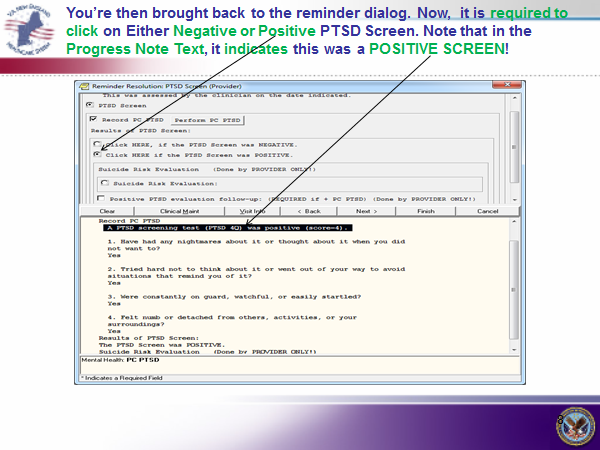 You're then brought back to the reminder dialog. Now, it is required to
click on Either Negative or Positive PTSD Screen. Note that in the
Progress Note Text, it indicates this was a POSITIVE SCREEN!
VA NEW ENGLAND
HEALTHCARE SYSTEM
Reminder Resolution: PTSD Screen (Provider)
This was assessed by the clinician on the date indicated.
PTSD Screen
Record PC PTSD Perform PC PTSD
Results of PTSD Screen:
Click HERE, if the PTSD Screen was NEGATIVE.
Click HERE if the PTSD Screen was POSITIVE.
Suicide Risk Evaluation (Done by PROVIDER ONLY!)
Suicide Risk Evaluation:
Positive PTSD evaluation follow-up: (REQUIRED if + PC PTSD) (Done by PROVIDER ONLY!)
Clear Clinical Maint Visit Info < Back Next > Finish Cancel
Record PC PTSD
A PTSD screening test (PTSD 4Q) was positive (score=4).
1. Have had any nightmares about it or thought about it when you did
not want to?
Yes
2. Tried hard not to think about it or went out of your way to avoid
situations that remind you of it?
Yes
3. Were constantly on guard, watchful, or easily startled?
Yes
4. Felt numb or detached from others, activities, or your
surroundings?
Yes
Results of PTSD Screen:
The PTSD Screen was POSITIVE.
Suicide Risk Evaluation (Done by PROVIDER ONLY!)
Mental Health: PC PTSD
* Indicates a Required Field